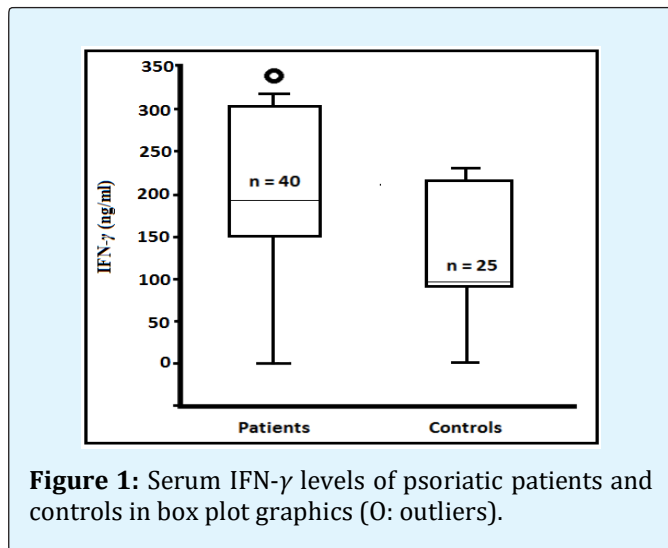 350
300
250
200
150
100
50
0
IFN-γ (ng/ml)
n = 40
n = 25
Patients Controls
Figure 1: Serum IFN-γ levels of psoriatic patients and
controls in box plot graphics (O: outliers).